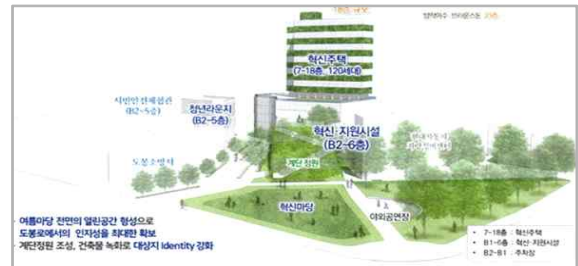 혁신주택
(7-18층, 120세대)
시민안전체험관
(B2-5층)
청년라운지
(B2-5층)
혁신·지원시설
(B2-6층)
계단정원
도봉소방서
혁신마당
야외공연장
여름마당 전면의 열린공간 형성으로
도봉로에서의 인지성을 최대한 확보
· 계단정원 조성, 건축물 녹화로 대상지 Identity 강화
• 7-18층 : 혁신주택
• B1-6층 : 혁신·지원시설
• B2-B1 : 주차장